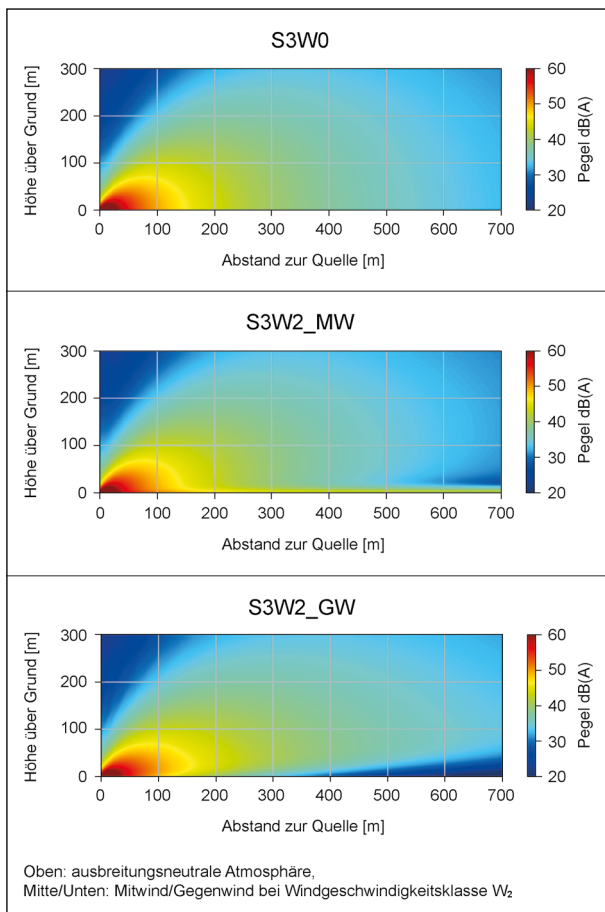 S3W0
Höhe über Grund [m]
300
200
100
0
0 100 200 300 400 500 600 700
Abstand zur Quelle [m]
60
50
40
30
20
Pegel dB(A)
S3W2_MW
Höhe über Grund [m]
300
200
100
0
0 100 200 300 400 500 600 700
Abstand zur Quelle [m]
60
50
40
30
20
Pegel dB(A)
S3W2_GW
Höhe über Grund [m]
300
200
100
0
0 100 200 300 400 500 600 700
Abstand zur Quelle [m]
60
50
40
30
20
Pegel dB(A)
Oben: ausbreitungsneutrale Atmosphäre,
Mitte/Unten: Mitwind/Gegenwind bei Windgeschwindigkeitsklasse W₂